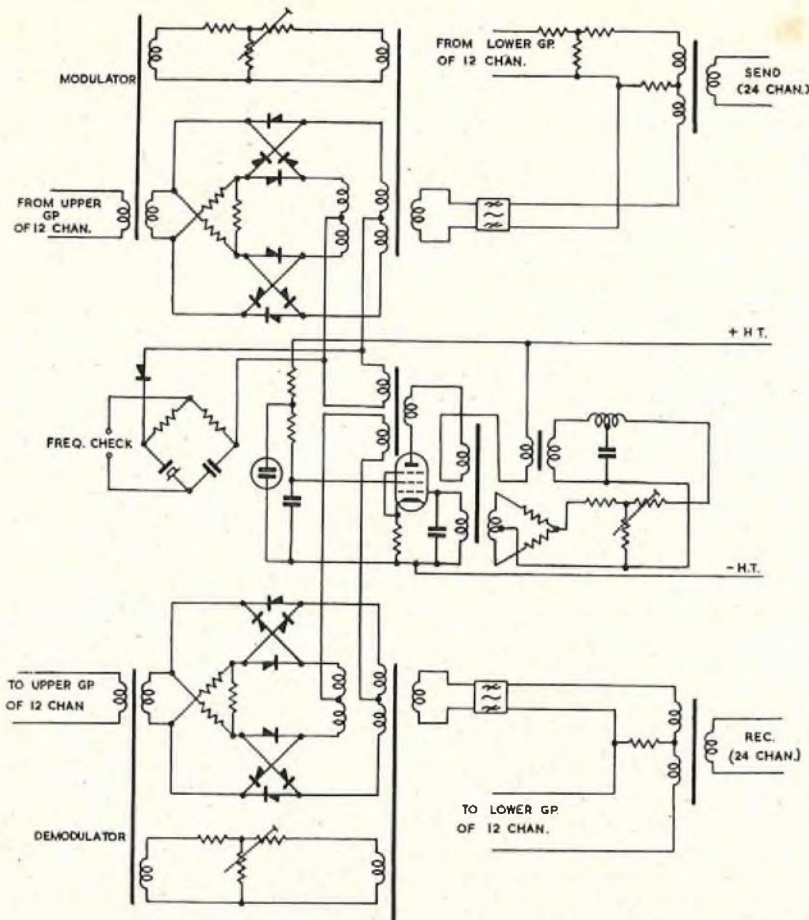 MODULATOR
FROM LOWER GP.
OF 12 CHAN.
SEND
(24 CHAN.)
FROM UPPER
GP
OF 12 CHAN.
+ H.T.
FREQ. CHECK
- H.T.
TO UPPER GP
OF 12 CHAN
REC.
(24 CHAN.)
TO LOWER GP.
OF 12 CHAN.
DEMODULATOR